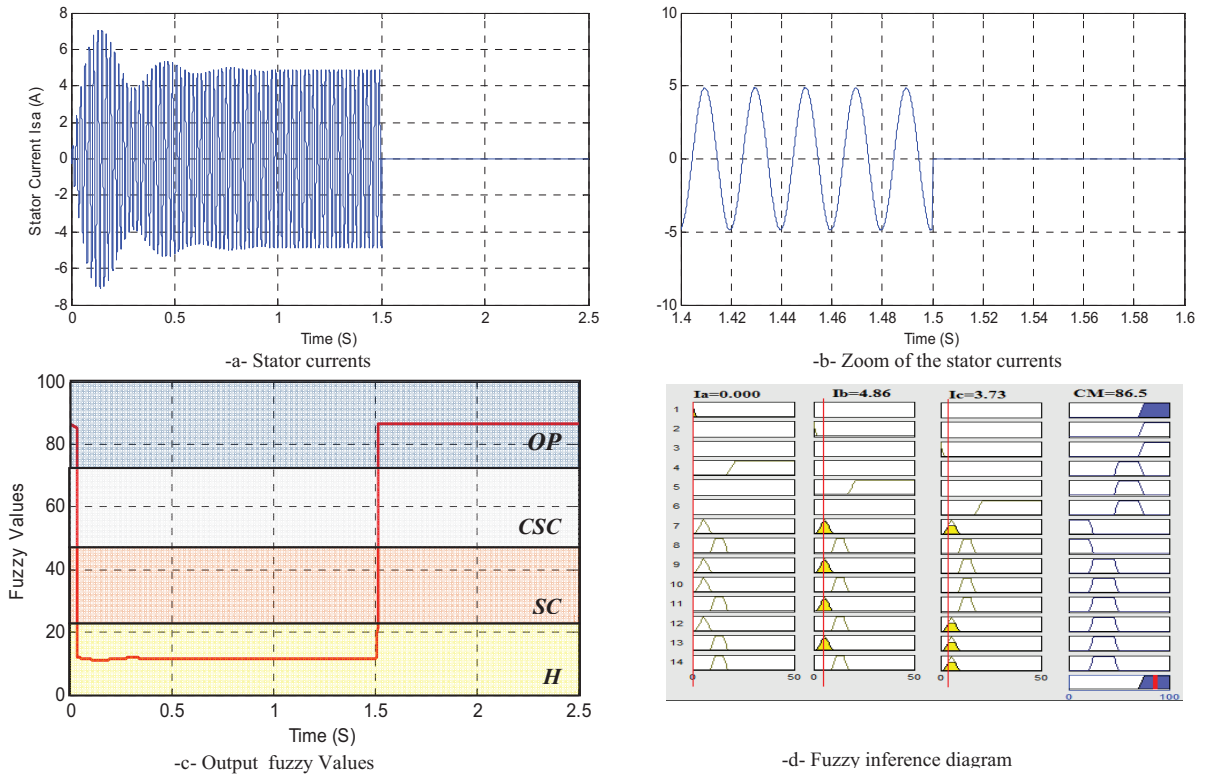 8
6
4
2
0
-2
-4
-6
-8
Stator Current Isa (A)
0 0.5 1 1.5 2 2.5
Time (S)
-a- Stator currents
10
5
0
-5
-10
1.4 1.42 1.44 1.46 1.48 1.5 1.52 1.54 1.56 1.58 1.6
Time (S)
-b- Zoom of the stator currents
100
80
60
40
20
0
Fuzzy Values
OP
CSC
SC
H
0 0.5 1 1.5 2 2.5
Time (S)
-c- Output fuzzy Values
Ia=0.000 Ib=4.86 Ic=3.73 CM=86.5
1
2
3
4
5
6
7
8
9
10
11
12
13
14
0 50 0 50 0 50
0 100
-d- Fuzzy inference diagram